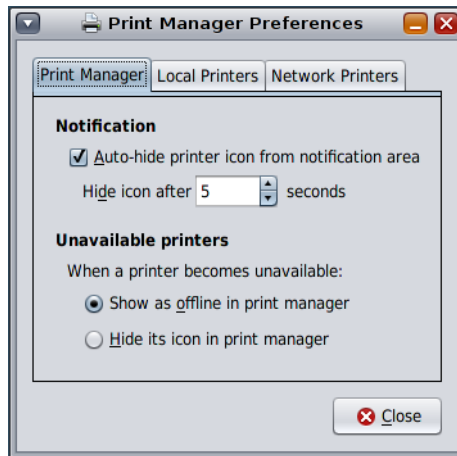 Print Manager Preferences
Print Manager Local Printers Network Printers
Notification
Auto-hide printer icon from notification area
Hide icon after 5 seconds
Unavailable printers
When a printer becomes unavailable:
Show as offline in print manager
Hide its icon in print manager
Close